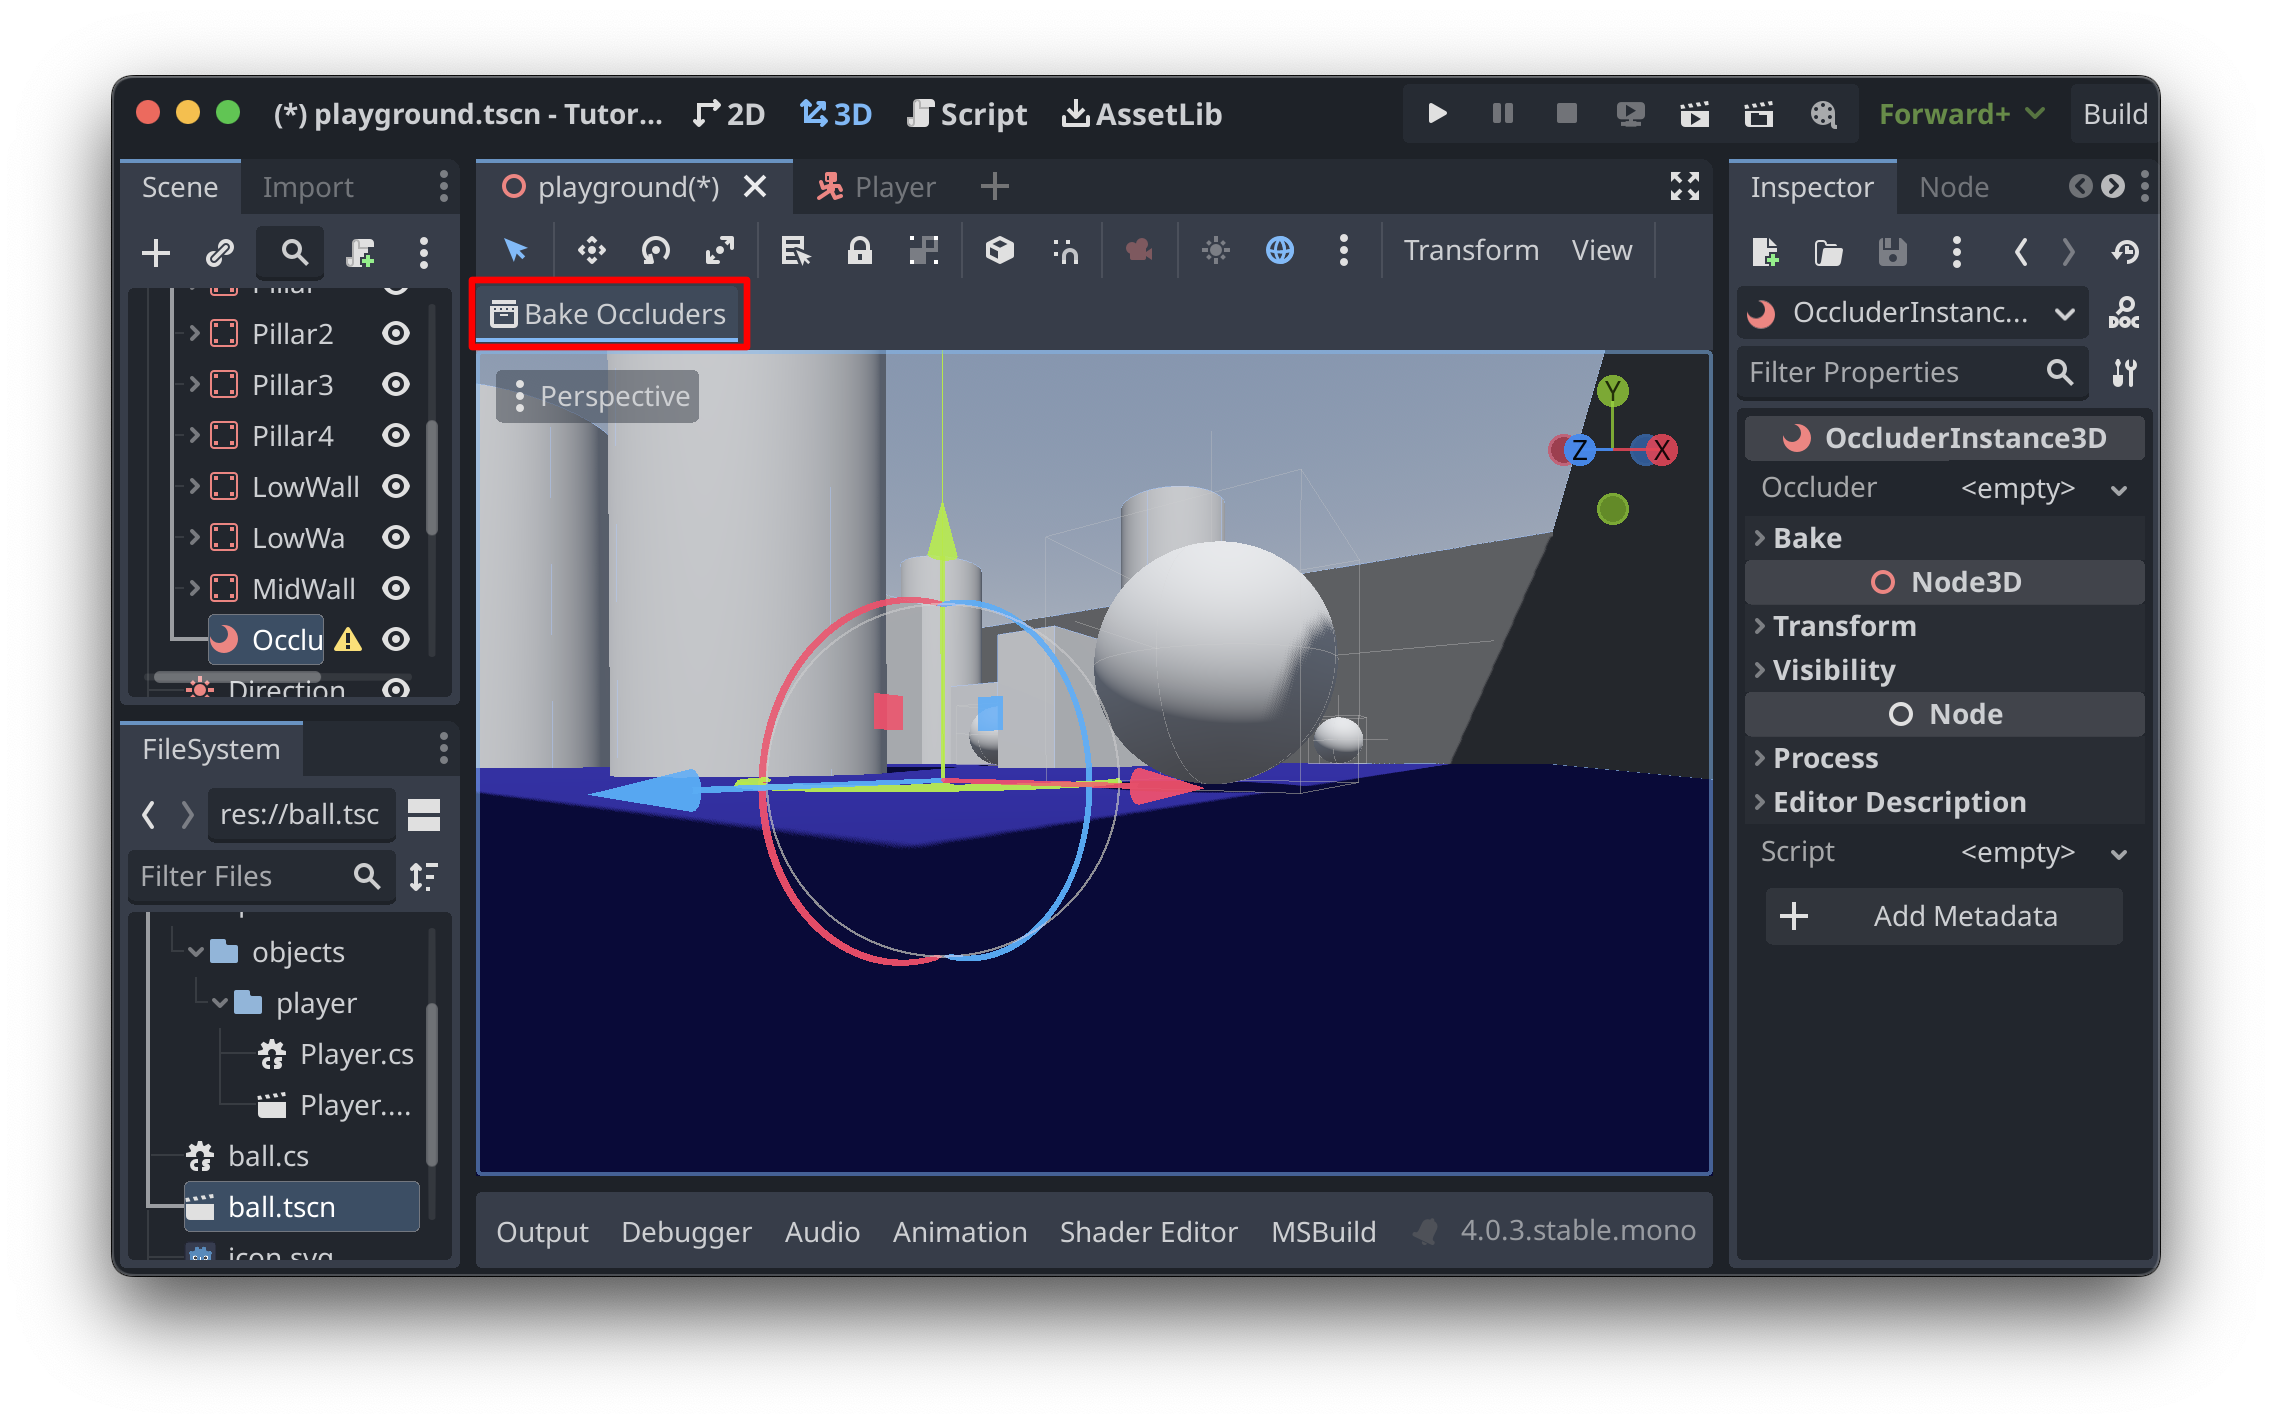 (*) playground.tscn - Tutor...
2D
3D
Script
AssetLib
Forward+
Build
Scene
Import
Pillar
Pillar2
Pillar3
Pillar4
LowWall
LowWa
MidWall
Occlu
Direction
FileSystem
res://ball.tsc
Filter Files
objects
player
Player.cs
Player....
ball.cs
ball.tscn
icon.svg
playground(*)
Player
Transform
View
Bake Occluders
Perspective
Y
Z
X
Output
Debugger
Audio
Animation
Shader Editor
MSBuild
4.0.3.stable.mono
Inspector
Node
OccluderInstanc...
DOC
Filter Properties
OccluderInstance3D
Occluder
<empty>
Bake
Node3D
Transform
Visibility
Node
Process
Editor Description
Script
<empty>
Add Metadata